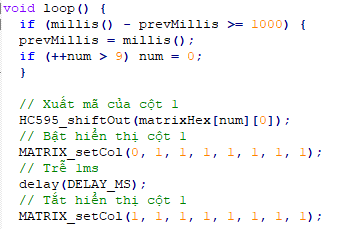 void loop() {
if (millis() - prevMillis >= 1000) {
prevMillis = millis();
if (++num > 9) num = 0;
}
// Xuất mã của cột 1
HC595_shiftOut(matrixHex[num][0]);
// Bật hiển thị cột 1
MATRIX_setCol(0, 1, 1, 1, 1, 1, 1, 1);
// Trễ 1ms
delay(DELAY_MS);
// Tắt hiển thị cột 1
MATRIX_setCol(1, 1, 1, 1, 1, 1, 1, 1);